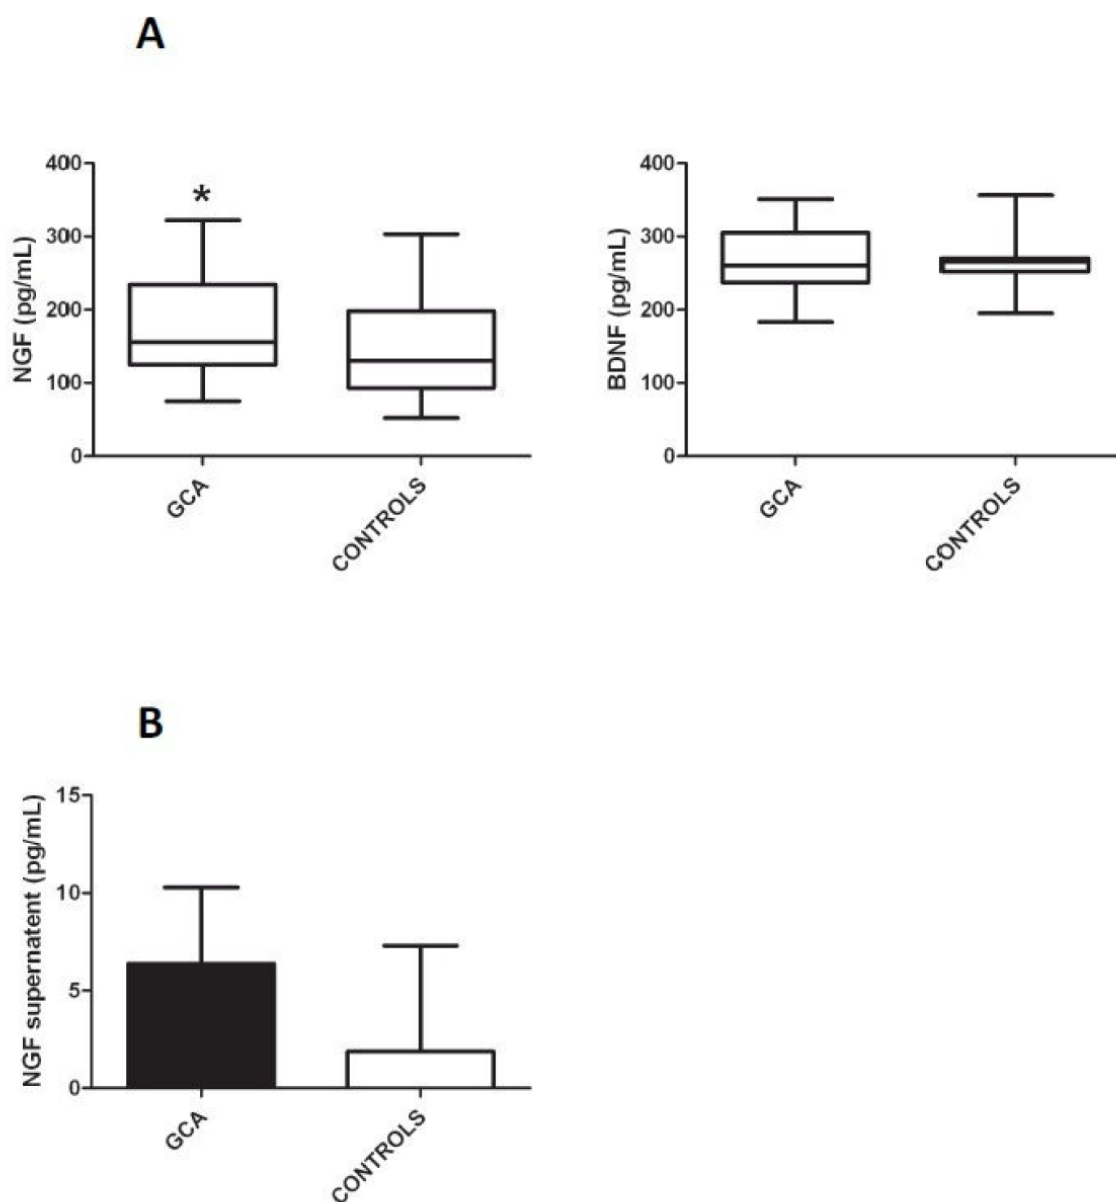 A
NGF (pg/mL)
400
300
200
100
0
*
GCA
CONTROLS
BDNF (pg/mL)
400
300
200
100
0
GCA
CONTROLS
B
NGF supernatent (pg/mL)
15
10
5
0
GCA
CONTROLS